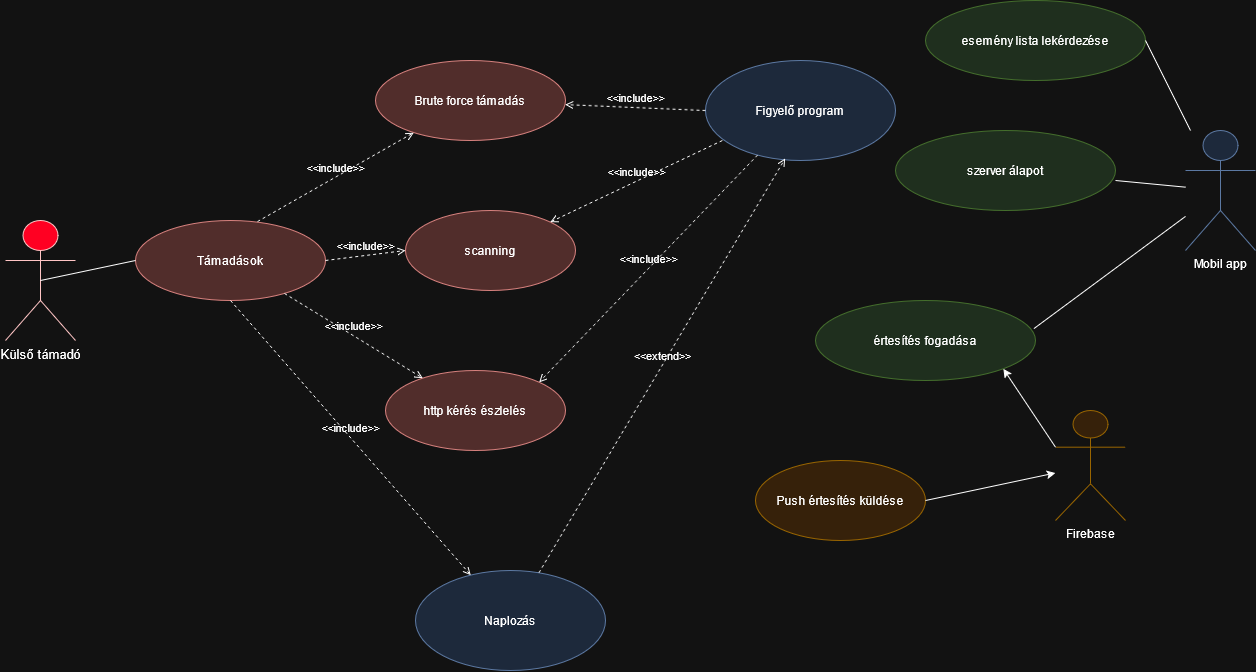 esemény lista lekérdezése
Brute force támadás
<<include>>
Figyelő program
<<include>>
<<include>>
szerver álapot
Támadások
<<include>>
scanning
<<include>>
Mobil app
Külső támadó
<<include>>
értesítés fogadása
<<extend>>
http kérés észlelés
<<include>>
Push értesítés küldése
Firebase
Naplozás